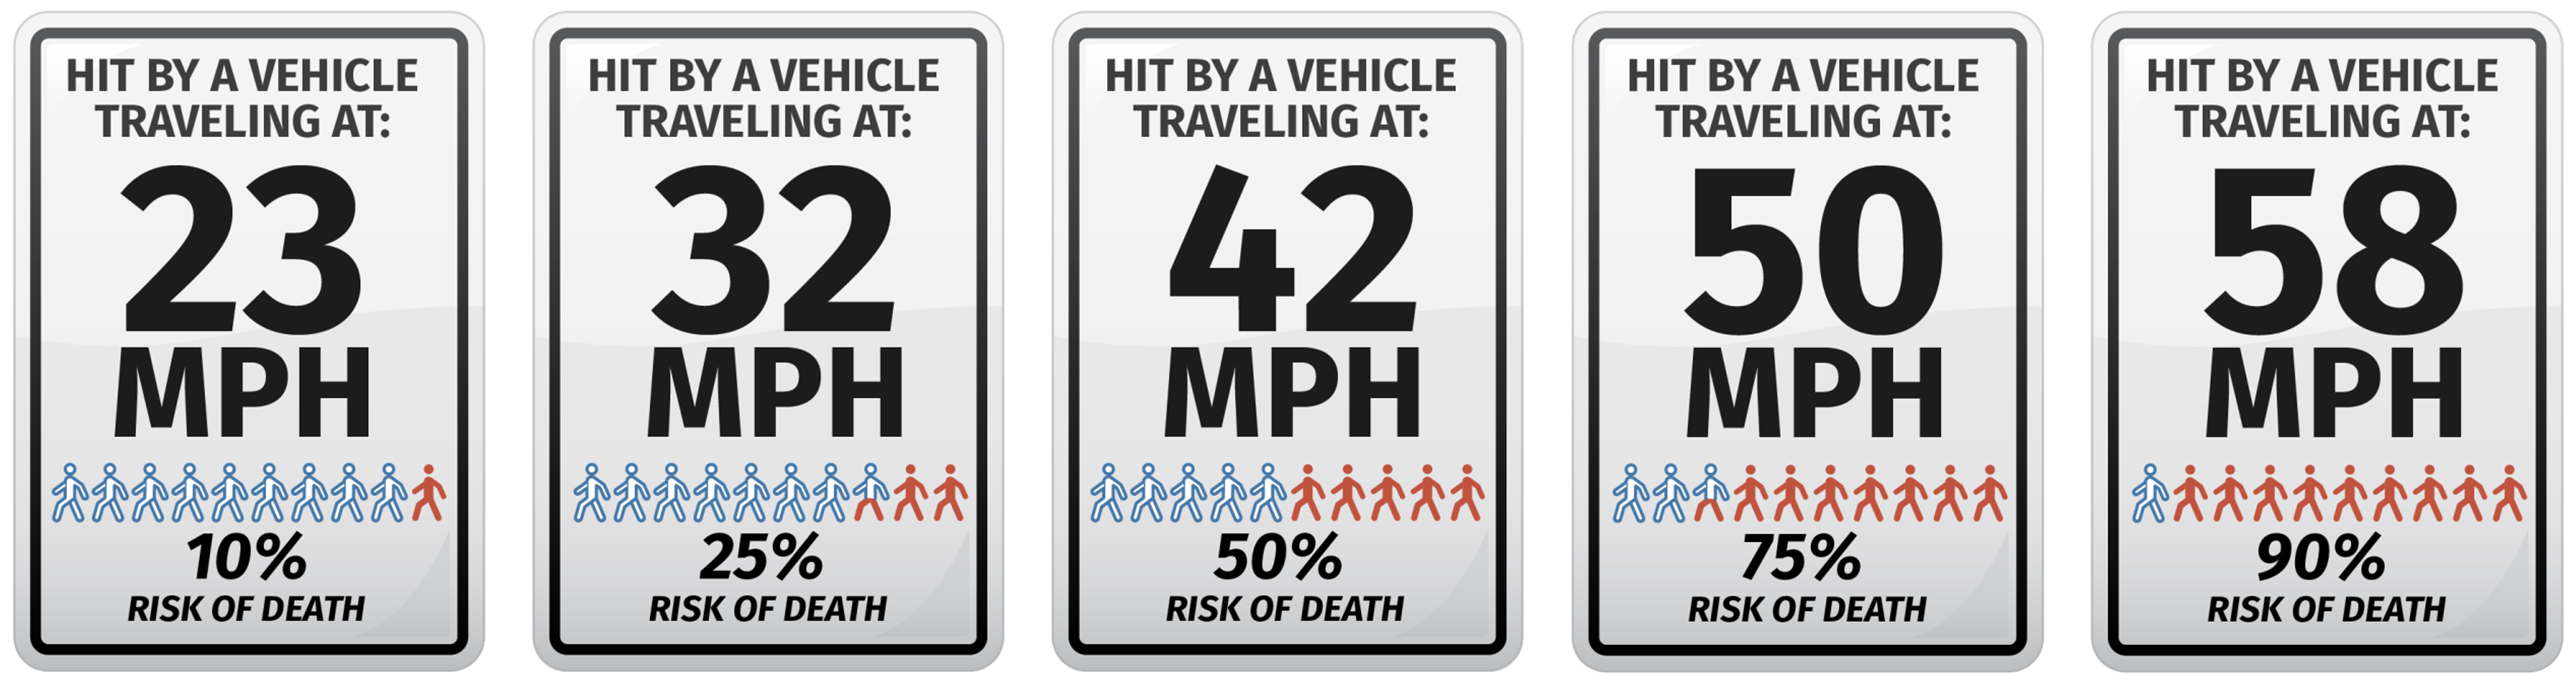 HIT BY A VEHICLE
TRAVELING AT:
23
MPH
10%
RISK OF DEATH
HIT BY A VEHICLE
TRAVELING AT:
32
MPH
25%
RISK OF DEATH
HIT BY A VEHICLE
TRAVELING AT:
42
MPH
50%
RISK OF DEATH
HIT BY A VEHICLE
TRAVELING AT:
50
MPH
75%
RISK OF DEATH
HIT BY A VEHICLE
TRAVELING AT:
58
MPH
90%
RISK OF DEATH